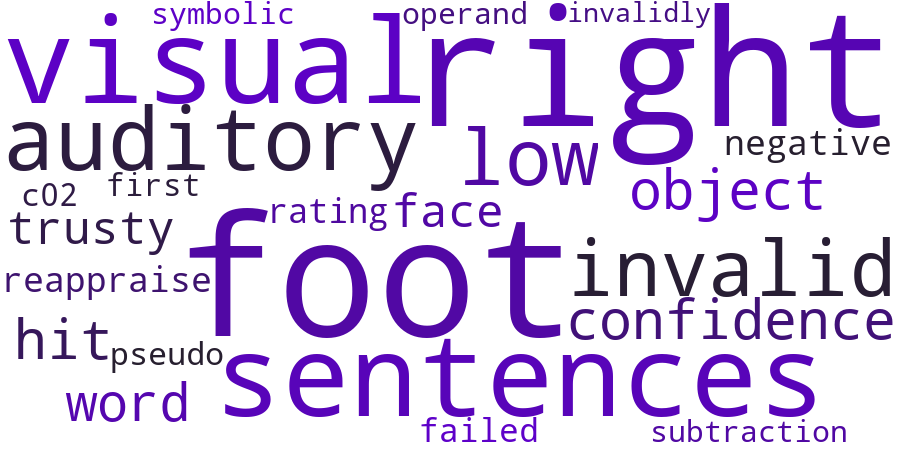 symbolic
operand
invalidly
visual
right
auditory
low
negative
object
c02
first
trusty
rating
face
foot
invalid
reappraise
confidence
hit
pseudo
sentences
word
failed
subtraction